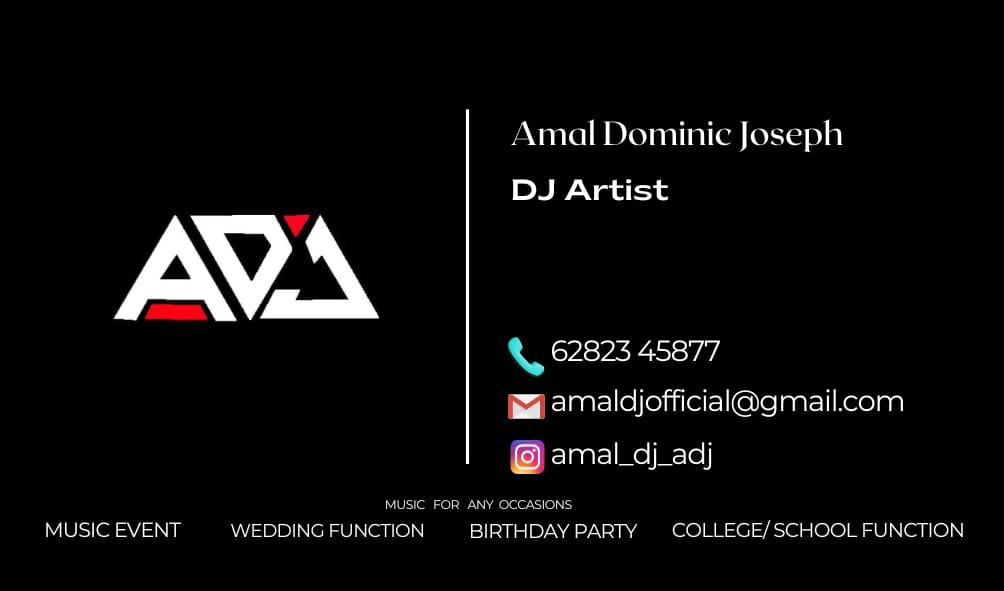 ADJ
Amal Dominic Joseph
DJ Artist
62823 45877
amaldjofficial@gmail.com
amal_dj_adj
MUSIC FOR ANY OCCASIONS
MUSIC EVENT WEDDING FUNCTION BIRTHDAY PARTY COLLEGE/ SCHOOL FUNCTION